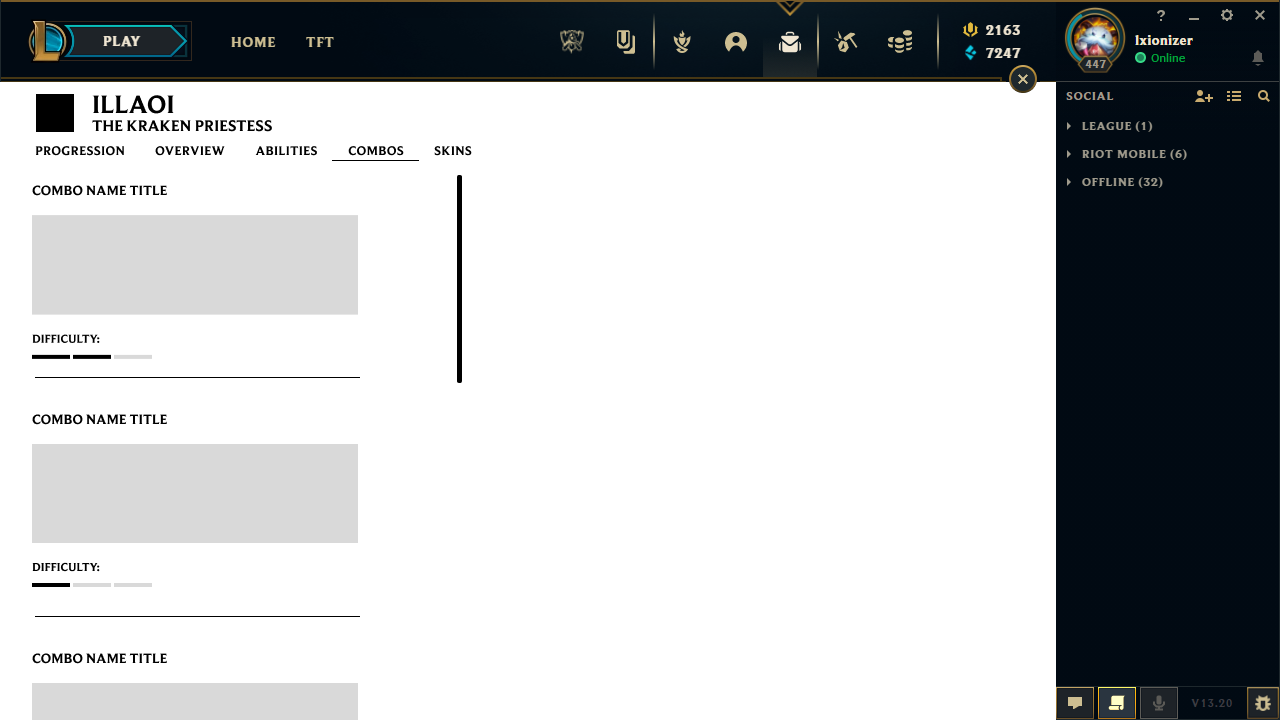 PLAY
HOME
TFT
2163
7247
?
447
Ixionizer
Online
ILLAOI
THE KRAKEN PRIESTESS
PROGRESSION
OVERVIEW
ABILITIES
COMBOS
SKINS
COMBO NAME TITLE
DIFFICULTY:
COMBO NAME TITLE
DIFFICULTY:
COMBO NAME TITLE
SOCIAL
LEAGUE (1)
RIOT MOBILE (6)
OFFLINE (32)
V13.20